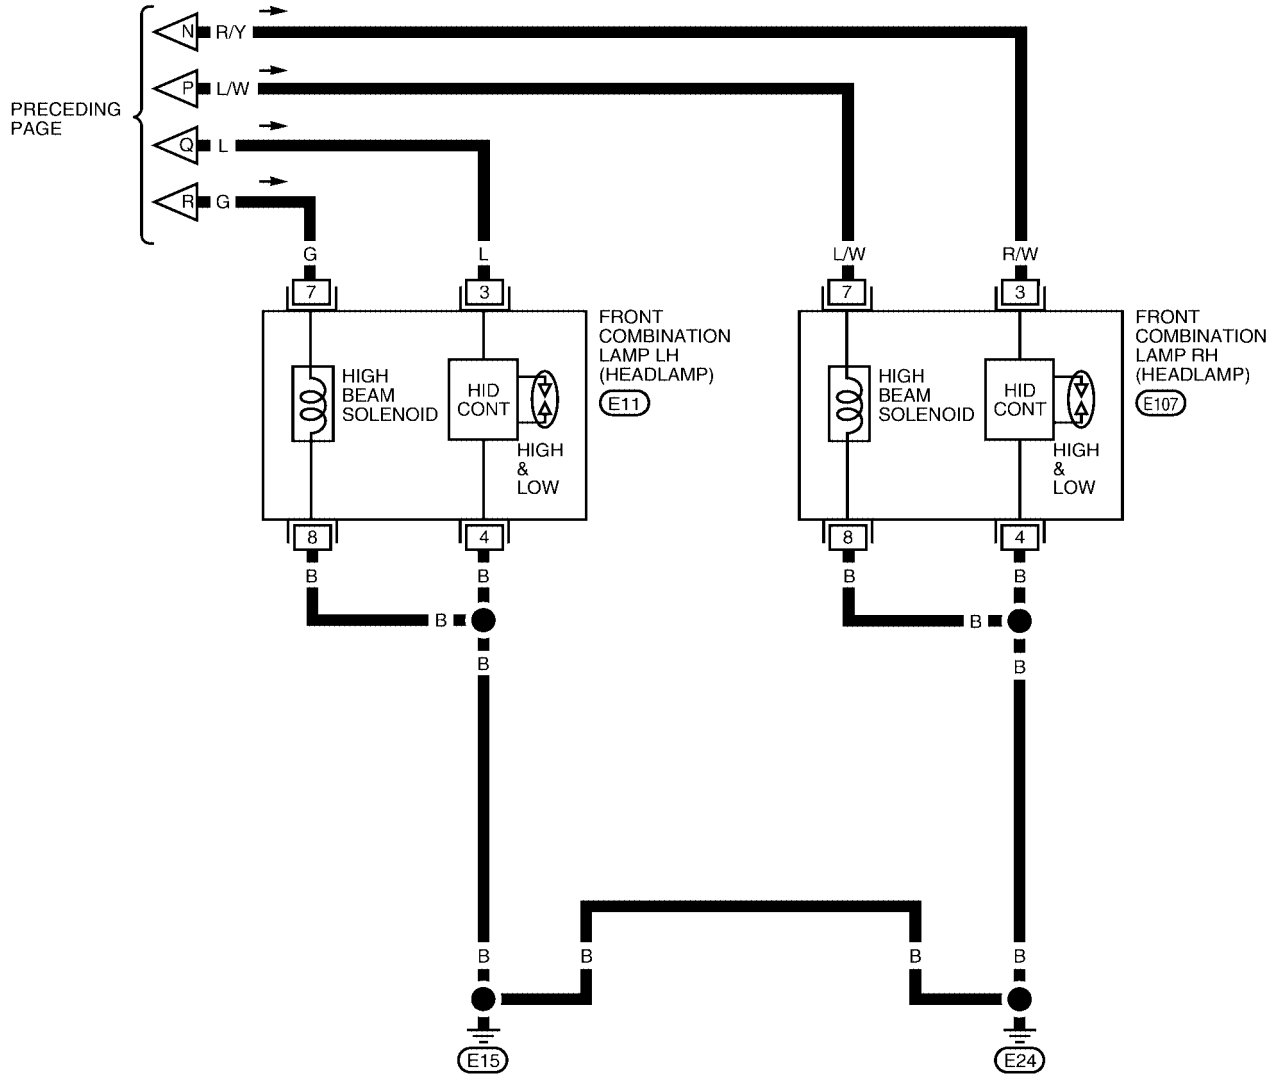 N R/Y
P L/W
PRECEDING
PAGE
Q L
R G
G L L/W R/W
7 3 7 3
FRONT
COMBINATION
LAMP LH
(HEADLAMP)
E11
HIGH
BEAM
SOLENOID
HID
CONT
HIGH
&
LOW
FRONT
COMBINATION
LAMP RH
(HEADLAMP)
E107
HIGH
BEAM
SOLENOID
HID
CONT
HIGH
&
LOW
8 4 8 4
B B B B
B B
B B
B B B B
E15 E24